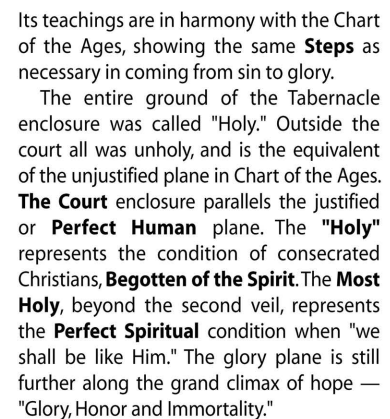 Its teachings are in harmony with the Chart
of the Ages, showing the same Steps as
necessary in coming from sin to glory.
The entire ground of the Tabernacle
enclosure was called "Holy." Outside the
court all was unholy, and is the equivalent
of the unjustified plane in Chart of the Ages.
The Court enclosure parallels the justified
or Perfect Human plane. The "Holy"
represents the condition of consecrated
Christians, Begotten of the Spirit. The Most
Holy, beyond the second veil, represents
the Perfect Spiritual condition when "we
shall be like Him." The glory plane is still
further along the grand climax of hope —
"Glory, Honor and Immortality."